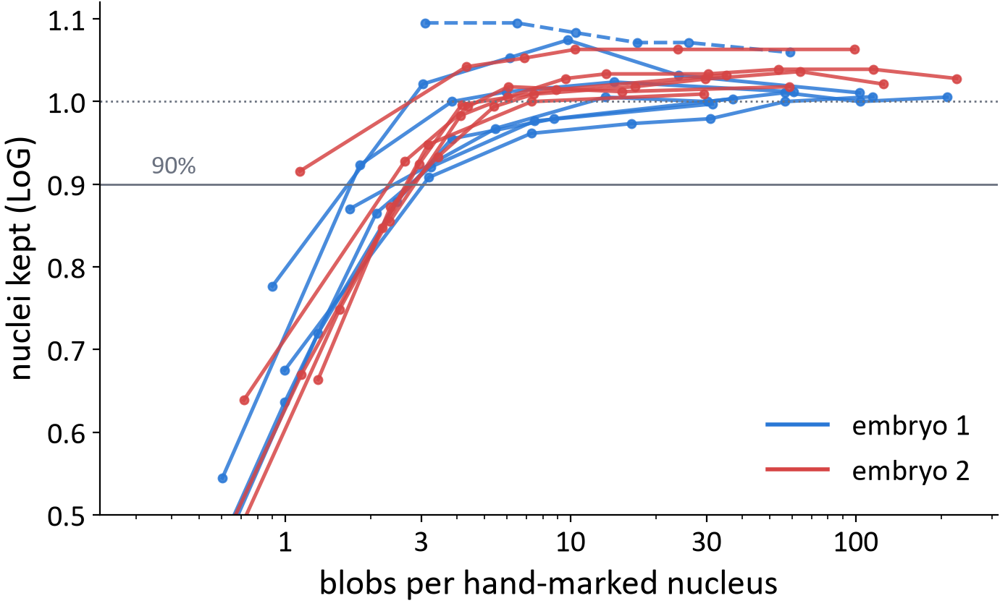 nuclei kept (LoG)
1.1
1.0
0.9
0.8
0.7
0.6
0.5
90%
embryo 1
embryo 2
1 3 10 30 100
blobs per hand-marked nucleus